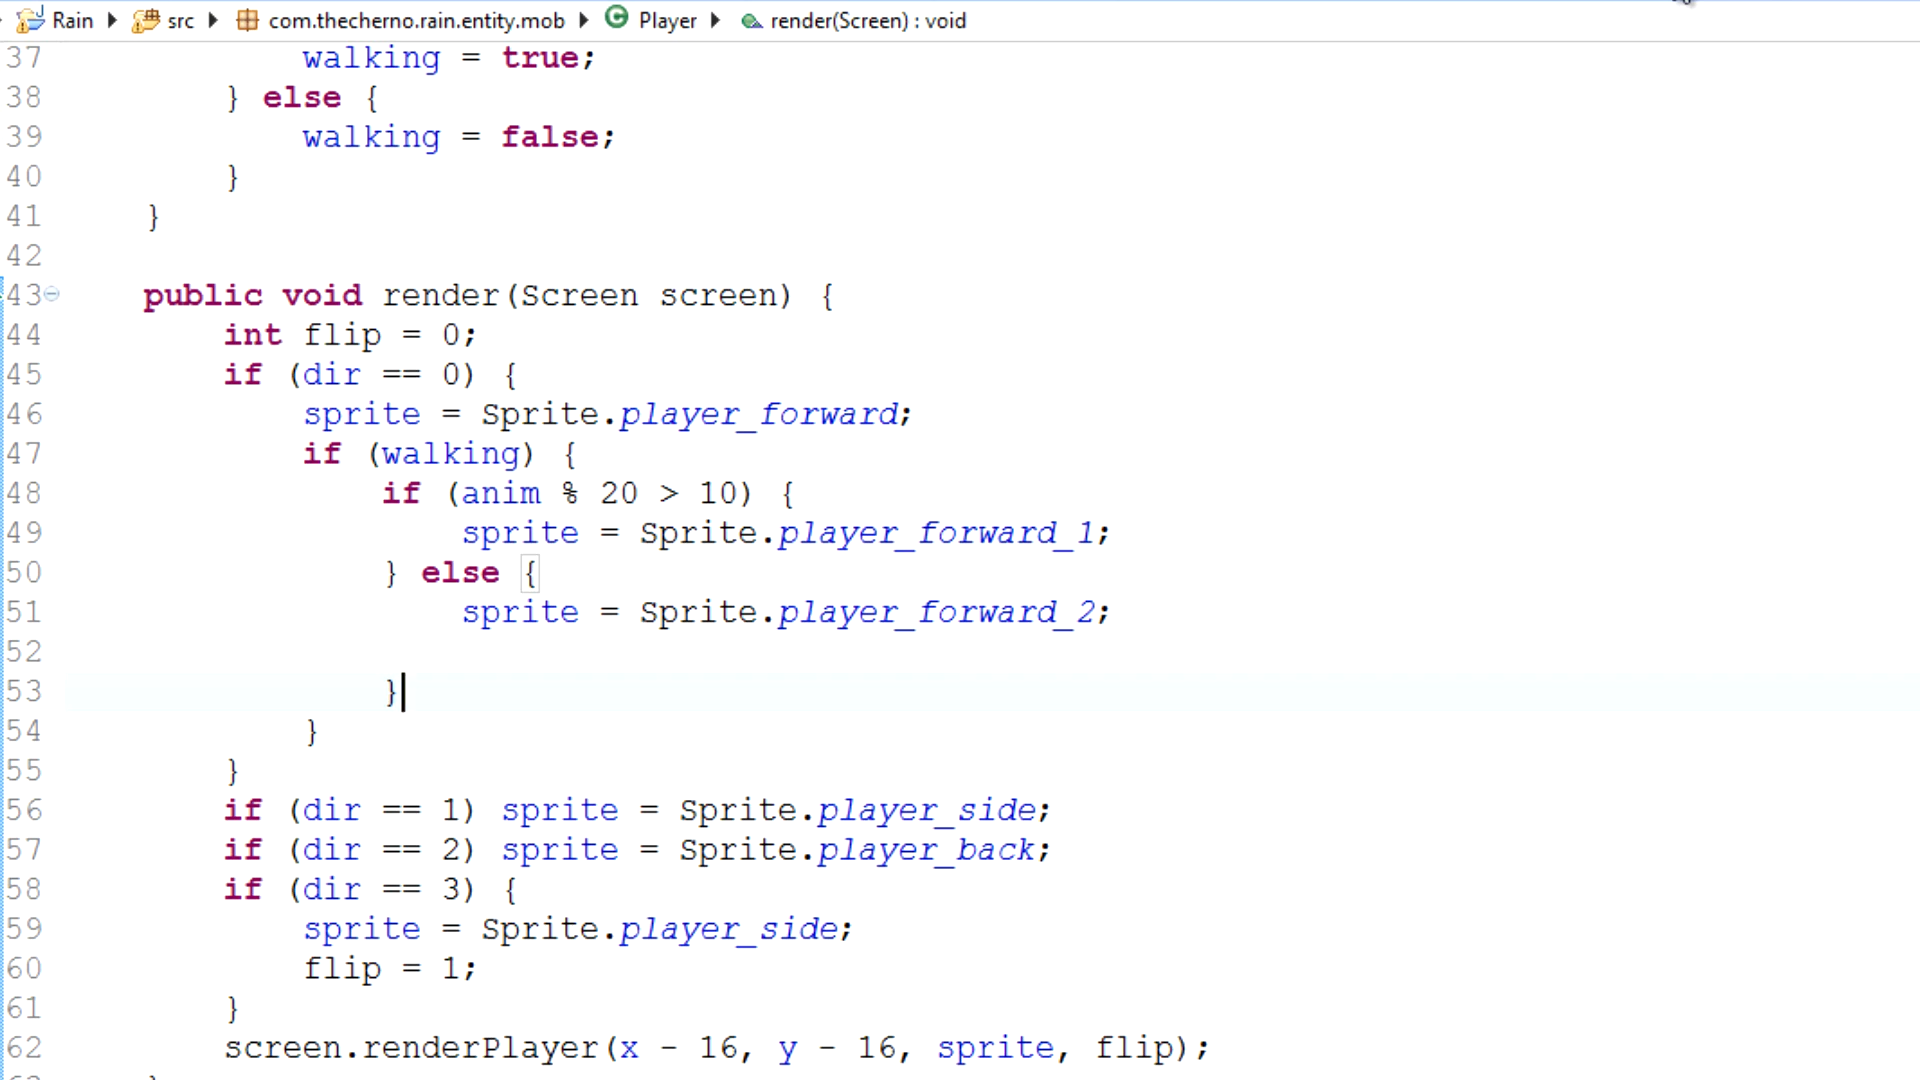 Rain ▶ src ▶ com.thecherno.rain.entity.mob ▶ Player ▶ render(Screen) : void
37 walking = true;
38 } else {
39 walking = false;
40 }
41 }
42
43 public void render(Screen screen) {
44 int flip = 0;
45 if (dir == 0) {
46 sprite = Sprite.player_forward;
47 if (walking) {
48 if (anim % 20 > 10) {
49 sprite = Sprite.player_forward_1;
50 } else {
51 sprite = Sprite.player_forward_2;
52
53 }
54 }
55 }
56 if (dir == 1) sprite = Sprite.player_side;
57 if (dir == 2) sprite = Sprite.player_back;
58 if (dir == 3) {
59 sprite = Sprite.player_side;
60 flip = 1;
61 }
62 screen.renderPlayer(x - 16, y - 16, sprite, flip);